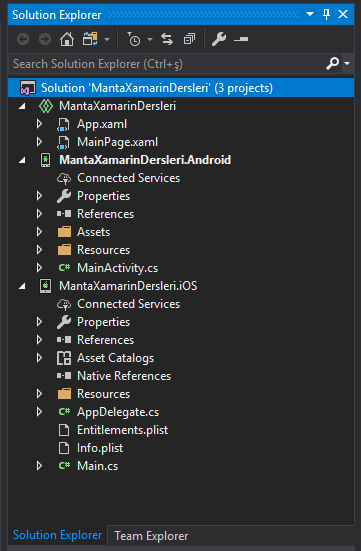 Solution Explorer
Search Solution Explorer (Ctrl+ş)
Solution 'MantaXamarinDersleri' (3 projects)
MantaXamarinDersleri
App.xaml
MainPage.xaml
MantaXamarinDersleri.Android
Connected Services
Properties
References
Assets
Resources
C# MainActivity.cs
MantaXamarinDersleri.iOS
Connected Services
Properties
References
Asset Catalogs
Native References
Resources
C# AppDelegate.cs
Entitlements.plist
Info.plist
C# Main.cs
Solution Explorer Team Explorer